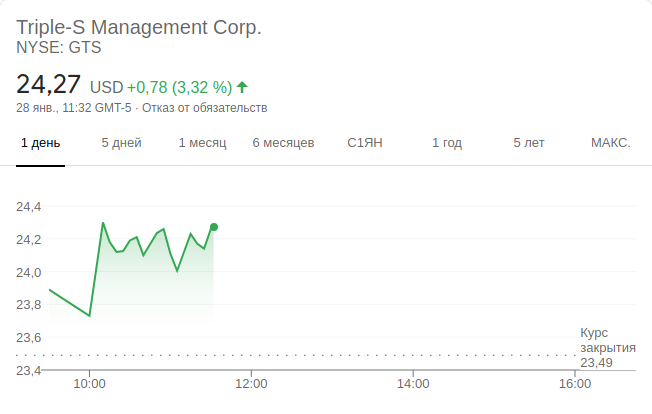 Triple-S Management Corp.
NYSE: GTS
24,27 USD +0,78 (3,32 %)
28 янв., 11:32 GMT-5 · Отказ от обязательств
1 день 5 дней 1 месяц 6 месяцев С1ЯН 1 год 5 лет МАКС.
24,4
24,2
24,0
23,8
23,6
23,4
Курс
закрытия
23,49
10:00 12:00 14:00 16:00